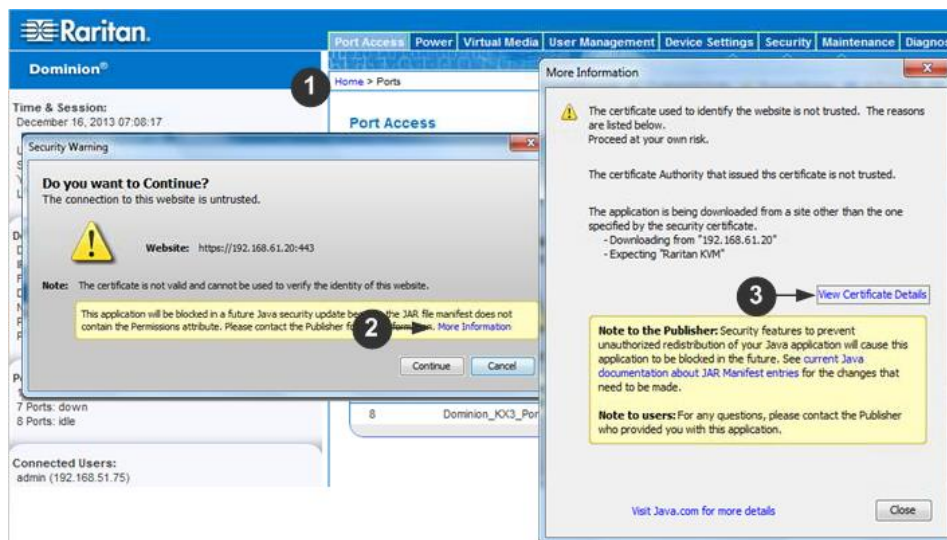 Raritan.
Dominion®
Port Access Power Virtual Media User Management Device Settings Security Maintenance Diagnos
1
Home > Ports
Time & Session:
December 16, 2013 07:08:17
Port Access
Security Warning
Do you want to Continue?
The connection to this website is untrusted.
Website: https://192.168.61.20:443
Note: The certificate is not valid and cannot be used to verify the identity of this website.
This application will be blocked in a future Java security update the JAR file manifest does not
contain the Permissions attribute. Please contact the Publisher More Information
2
Continue
Cancel
7 Ports: down
8 Ports: idle
8 Dominion_KX3_Por
Connected Users:
admin (192.168.51.75)
More Information
The certificate used to identify the website is not trusted. The reasons
are listed below.
Proceed at your own risk.
The certificate Authority that issued ths certificate is not trusted.
The application is being downloaded from a site other than the one
specified by the security certificate.
- Downloading from "192.168.61.20"
- Expecting "Raritan KVM"
3
View Certificate Details
Note to the Publisher: Security features to prevent
unauthorized redistribution of your Java application will cause this
application to be blocked in the future. See current Java
documentation about JAR Manifest entries for the changes that
need to be made.
Note to users: For any questions, please contact the Publisher
who provided you with this application.
Visit Java.com for more details
Close